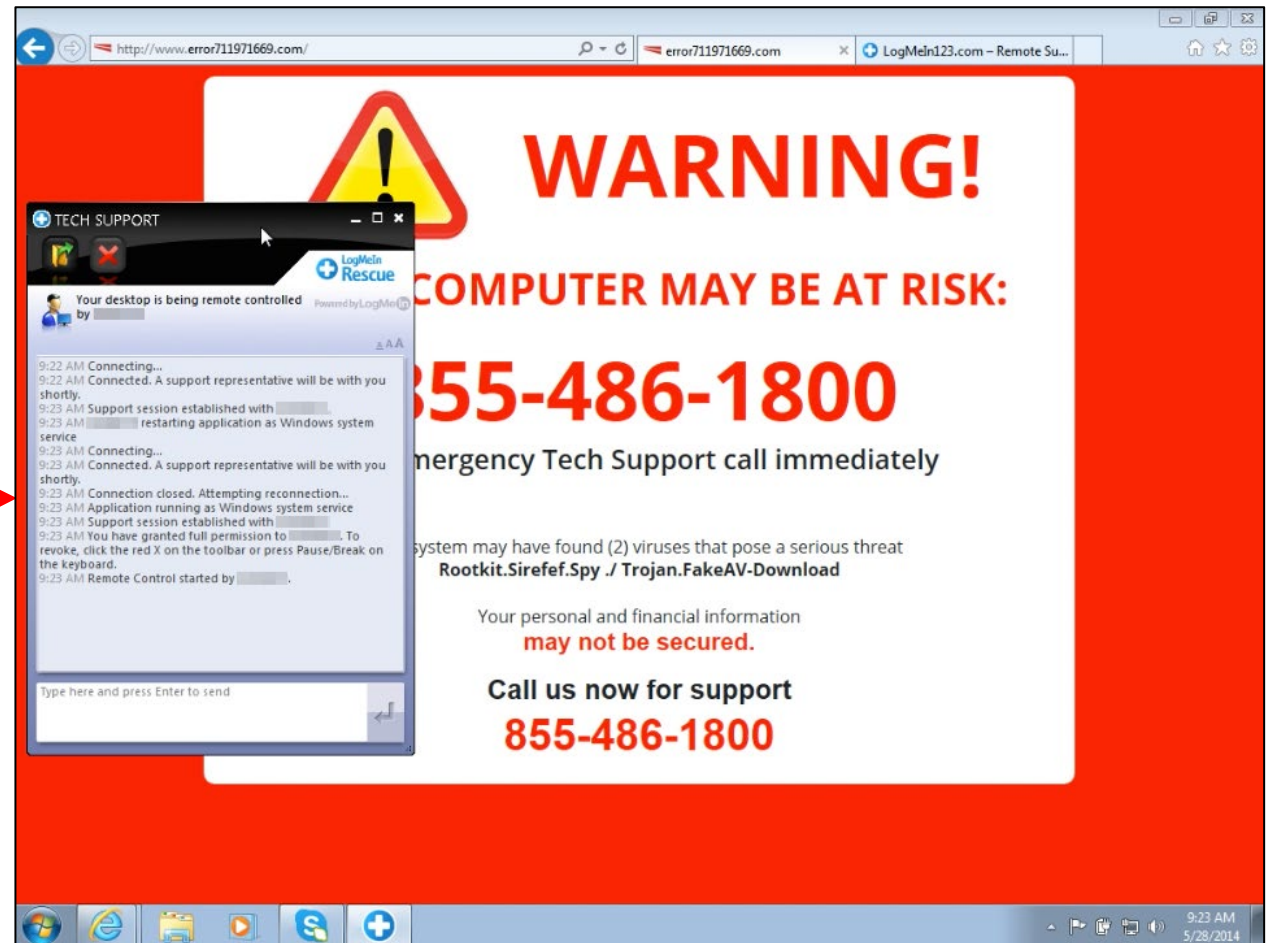 http://www.error711971669.com/
error711971669.com
LogMeIn123.com – Remote Su...
WARNING!
COMPUTER MAY BE AT RISK:
855-486-1800
mergency Tech Support call immediately
system may have found (2) viruses that pose a serious threat
Rootkit.Sirefef.Spy ./ Trojan.FakeAV-Download
Your personal and financial information
may not be secured.
Call us now for support
855-486-1800
TECH SUPPORT
LogMeIn
Rescue
Your desktop is being remote controlled
by
Powered by LogMeIn
AAA
9:22 AM Connecting...
9:22 AM Connected. A support representative will be with you
shortly.
9:23 AM Support session established with
9:23 AM restarting application as Windows system
service
9:23 AM Connecting...
9:23 AM Connected. A support representative will be with you
shortly.
9:23 AM Connection closed. Attempting reconnection...
9:23 AM Application running as Windows system service
9:23 AM Support session established with
9:23 AM You have granted full permission to . To
revoke, click the red X on the toolbar or press Pause/Break on
the keyboard.
9:23 AM Remote Control started by .
Type here and press Enter to send
9:23 AM
5/28/2014